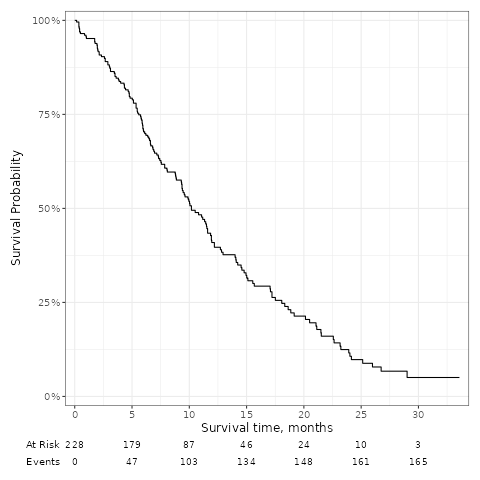 100%
75%
50%
25%
0%
Survival Probability
0 5 10 15 20 25 30
Survival time, months
At Risk 228 179 87 46 24 10 3
Events 0 47 103 134 148 161 165